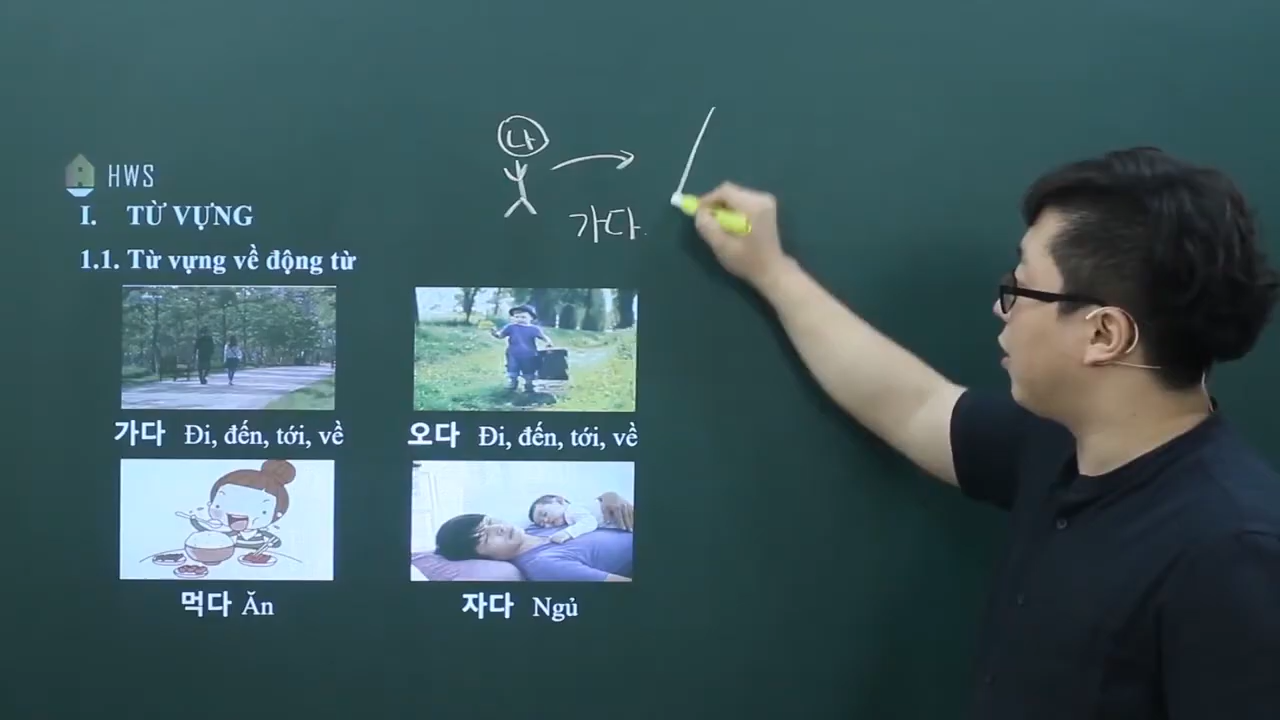 나
가다.
HWS
I. TỪ VỰNG
1.1. Từ vựng về động từ
가다 Đi, đến, tới, về
오다 Đi, đến, tới, về
먹다 Ăn
자다 Ngủ